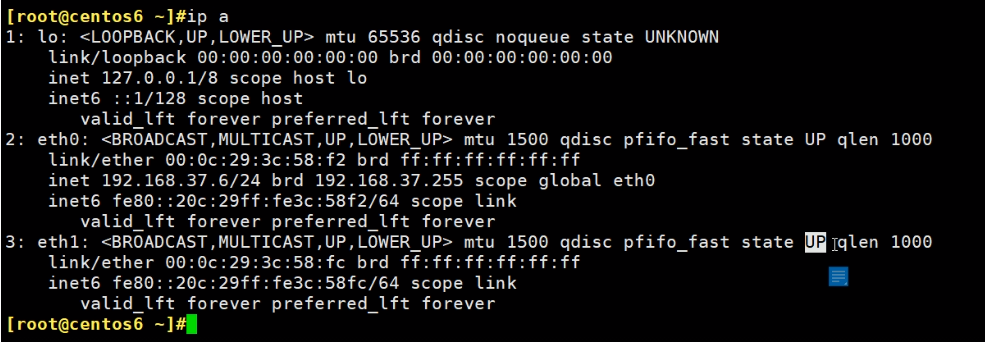 [root@centos6 ~]#ip a
1: lo: <LOOPBACK,UP,LOWER_UP> mtu 65536 qdisc noqueue state UNKNOWN
    link/loopback 00:00:00:00:00:00 brd 00:00:00:00:00:00
    inet 127.0.0.1/8 scope host lo
    inet6 ::1/128 scope host
       valid_lft forever preferred_lft forever
2: eth0: <BROADCAST,MULTICAST,UP,LOWER_UP> mtu 1500 qdisc pfifo_fast state UP qlen 1000
    link/ether 00:0c:29:3c:58:f2 brd ff:ff:ff:ff:ff:ff
    inet 192.168.37.6/24 brd 192.168.37.255 scope global eth0
    inet6 fe80::20c:29ff:fe3c:58f2/64 scope link
       valid_lft forever preferred_lft forever
3: eth1: <BROADCAST,MULTICAST,UP,LOWER_UP> mtu 1500 qdisc pfifo_fast state UP qlen 1000
    link/ether 00:0c:29:3c:58:fc brd ff:ff:ff:ff:ff:ff
    inet6 fe80::20c:29ff:fe3c:58fc/64 scope link
       valid_lft forever preferred_lft forever
[root@centos6 ~]#